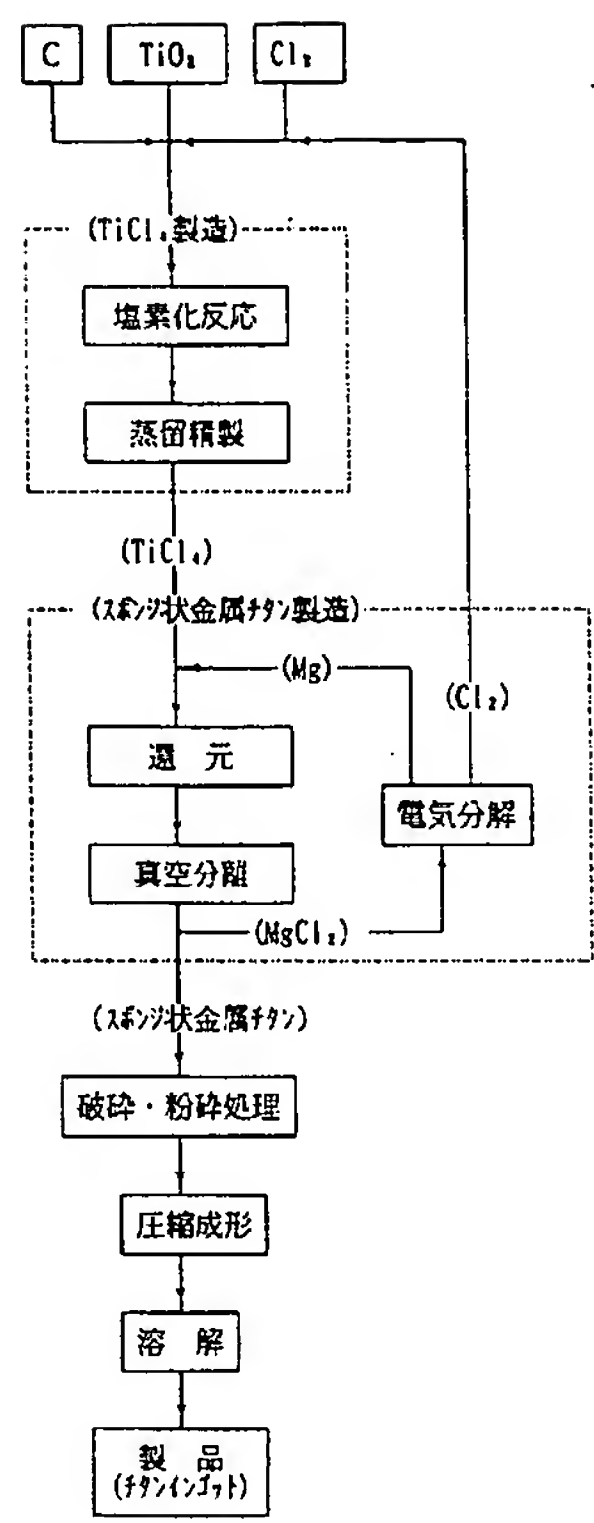 C
TiO₂
Cl₂
(TiCl₄製造)
塩素化反応
蒸留精製
(TiCl₄)
(スポンジ状金属チタン製造)
(Mg)
(Cl₂)
還 元
電気分解
真空分離
(MgCl₂)
(スポンジ状金属チタン)
破砕・粉砕処理
圧縮成形
溶 解
製 品
(チタンインゴット)